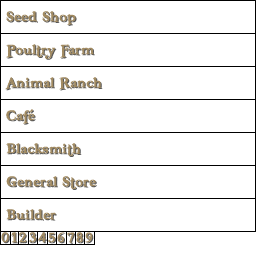 Seed Shop
Poultry Farm
Animal Ranch
Café
Blacksmith
General Store
Builder
0123456789